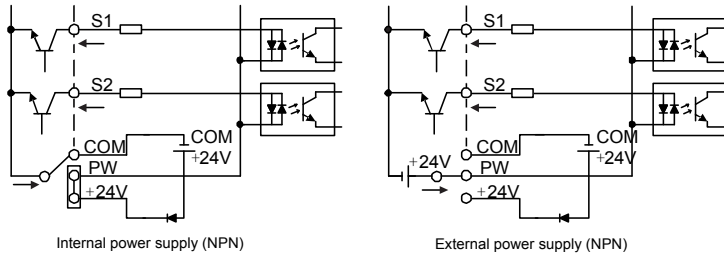 S1
S2
COM
COM
+24V
PW
+24V
Internal power supply (NPN)
S1
S2
COM
COM
+24V
+24V
PW
+24V
External power supply (NPN)